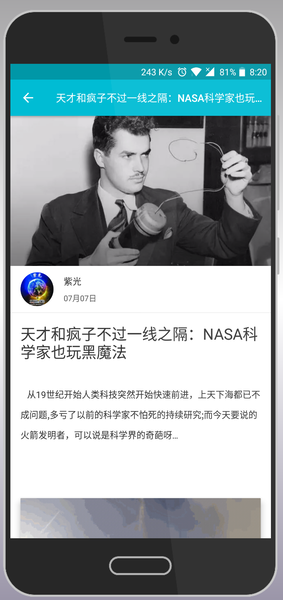 243 K/s 81% 8:20
天才和疯子不过一线之隔：NASA科学家也玩...
紫光
07月07日
天才和疯子不过一线之隔：NASA科
学家也玩黑魔法
从19世纪开始人类科技突然开始快速前进，上天下海都已不
成问题,多亏了以前的科学家不怕死的持续研究;而今天要说的
火箭发明者，可以说是科学界的奇葩呀...